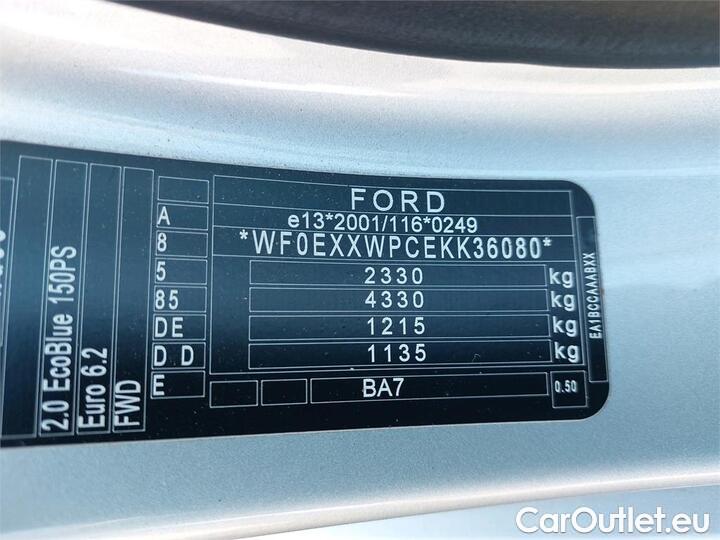 FORD
e13*2001/116*0249
*WF0EXXWPCEKK36080*
2330 kg
4330 kg
1215 kg
1135 kg
BA7
0.50
A
8
5
85
DE
D D
E
2.0 EcoBlue 150PS
Euro 6.2
FWD
EA1BCCAAABXX
CarOutlet.eu